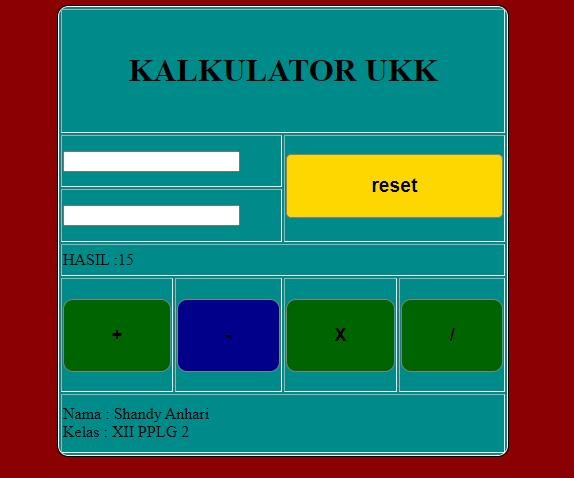 KALKULATOR UKK
reset
HASIL :15
+ - X /
Nama : Shandy Anhari
Kelas : XII PPLG 2